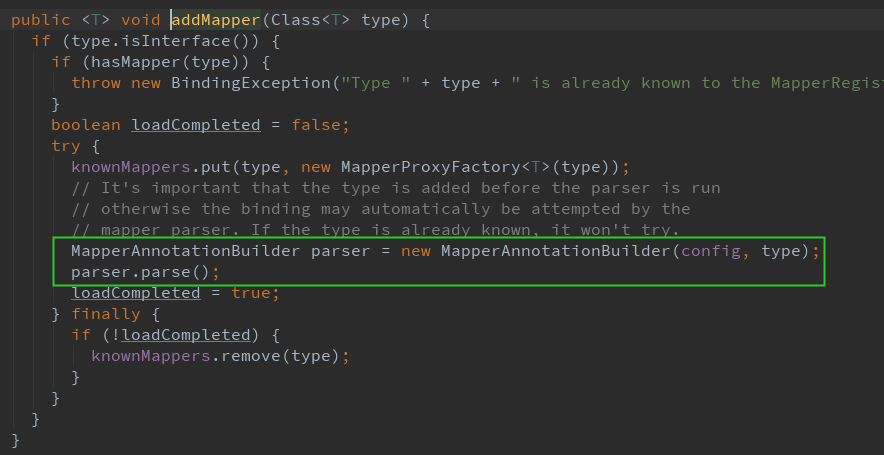 public <T> void addMapper(Class<T> type) {
if (type.isInterface()) {
if (hasMapper(type)) {
throw new BindingException("Type " + type + " is already known to the MapperRegis
}
boolean loadCompleted = false;
try {
knownMappers.put(type, new MapperProxyFactory<T>(type));
// It's important that the type is added before the parser is run
// otherwise the binding may automatically be attempted by the
// mapper parser. If the type is already known, it won't try.
MapperAnnotationBuilder parser = new MapperAnnotationBuilder(config, type);
parser.parse();
loadCompleted = true;
} finally {
if (!loadCompleted) {
knownMappers.remove(type);
}
}
}
}